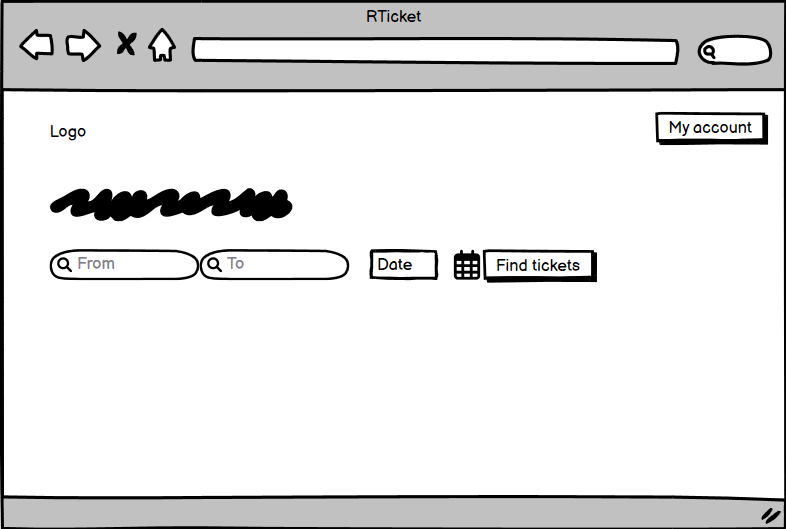 RTicket
Logo
My account
From
To
Date
Find tickets